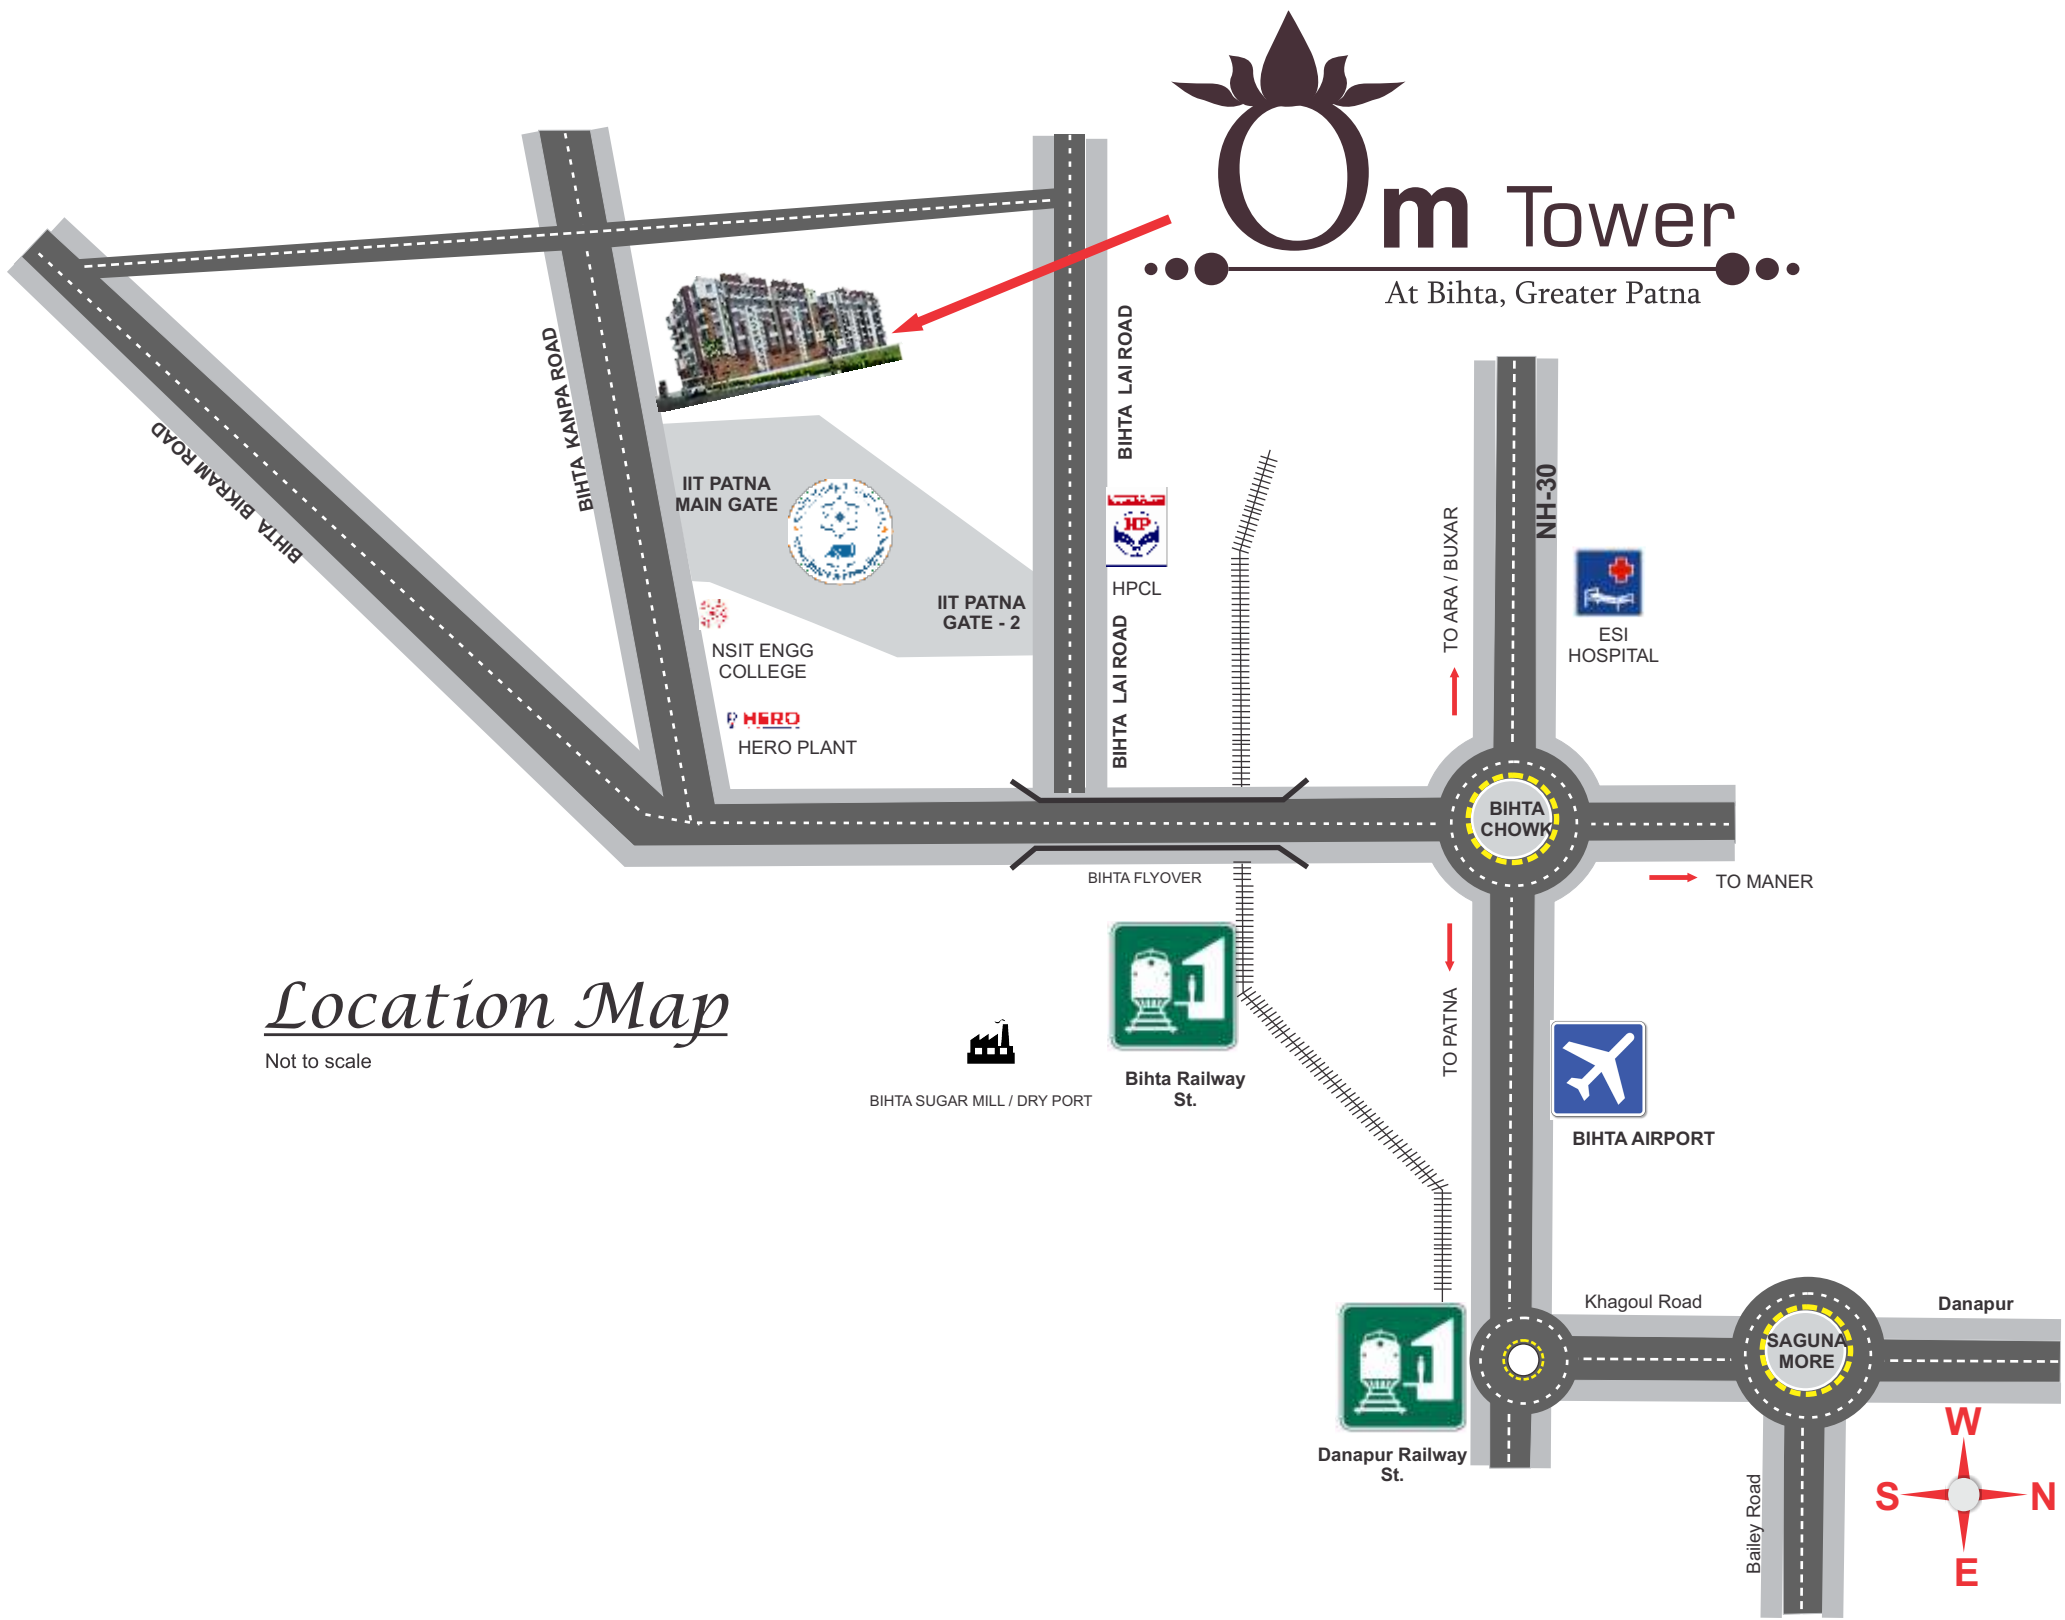 Om Tower
At Bihta, Greater Patna
BIHTA BIKRAM ROAD
BIHTA KANPA ROAD
BIHTA LAI ROAD
NH-30
IIT PATNA
MAIN GATE
HP
HPCL
TO ARA / BUXAR
IIT PATNA
GATE - 2
ESI
HOSPITAL
NSIT ENGG
COLLEGE
BIHTA LAI ROAD
HERO
HERO PLANT
BIHTA
CHOWK
BIHTA FLYOVER
TO MANER
Location Map
Not to scale
TO PATNA
BIHTA SUGAR MILL / DRY PORT
Bihta Railway
St.
BIHTA AIRPORT
Khagoul Road
Danapur
SAGUNA
MORE
Danapur Railway
St.
Bailey Road
W
S
N
E